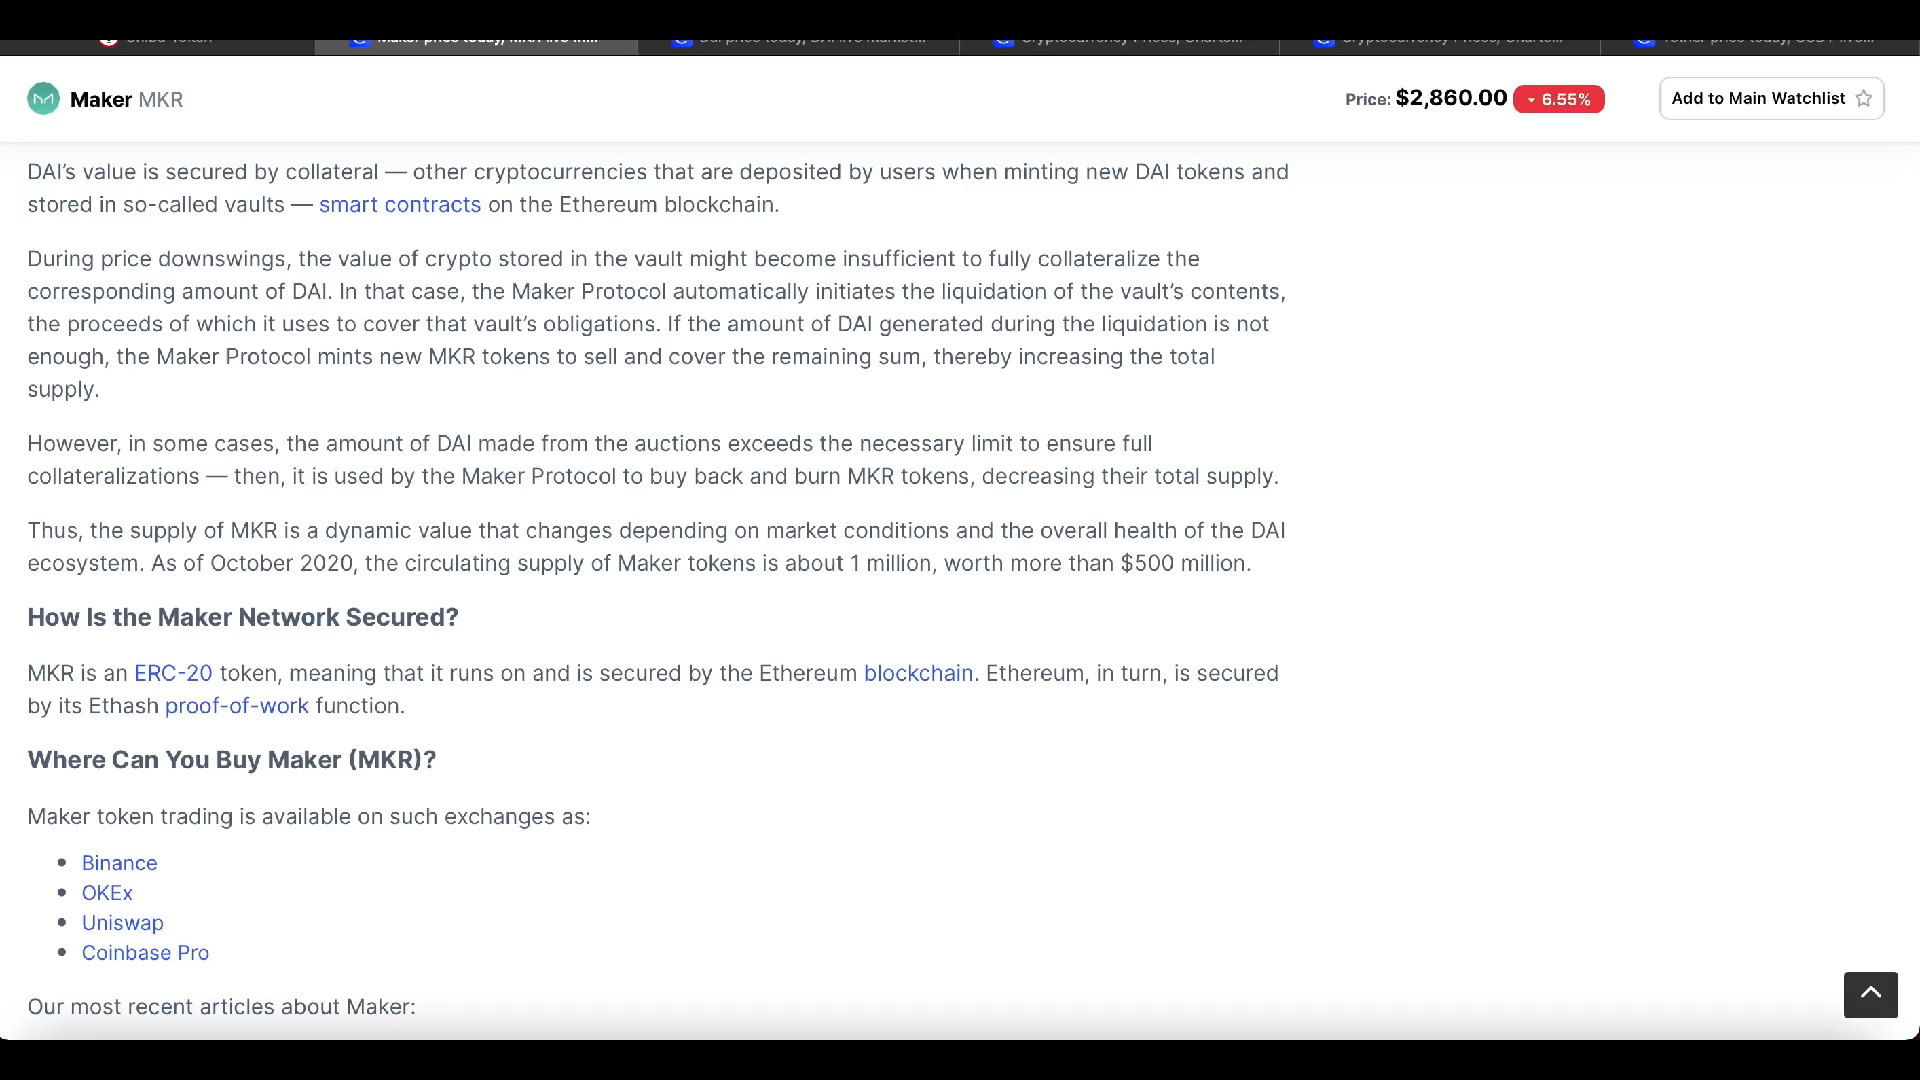 Maker MKR
Price: $2,860.00 6.55%
Add to Main Watchlist
DAI’s value is secured by collateral — other cryptocurrencies that are deposited by users when minting new DAI tokens and
stored in so-called vaults — smart contracts on the Ethereum blockchain.
During price downswings, the value of crypto stored in the vault might become insufficient to fully collateralize the
corresponding amount of DAI. In that case, the Maker Protocol automatically initiates the liquidation of the vault’s contents,
the proceeds of which it uses to cover that vault’s obligations. If the amount of DAI generated during the liquidation is not
enough, the Maker Protocol mints new MKR tokens to sell and cover the remaining sum, thereby increasing the total
supply.
However, in some cases, the amount of DAI made from the auctions exceeds the necessary limit to ensure full
collateralizations — then, it is used by the Maker Protocol to buy back and burn MKR tokens, decreasing their total supply.
Thus, the supply of MKR is a dynamic value that changes depending on market conditions and the overall health of the DAI
ecosystem. As of October 2020, the circulating supply of Maker tokens is about 1 million, worth more than $500 million.
How Is the Maker Network Secured?
MKR is an ERC-20 token, meaning that it runs on and is secured by the Ethereum blockchain. Ethereum, in turn, is secured
by its Ethash proof-of-work function.
Where Can You Buy Maker (MKR)?
Maker token trading is available on such exchanges as:
Binance
OKEx
Uniswap
Coinbase Pro
Our most recent articles about Maker: